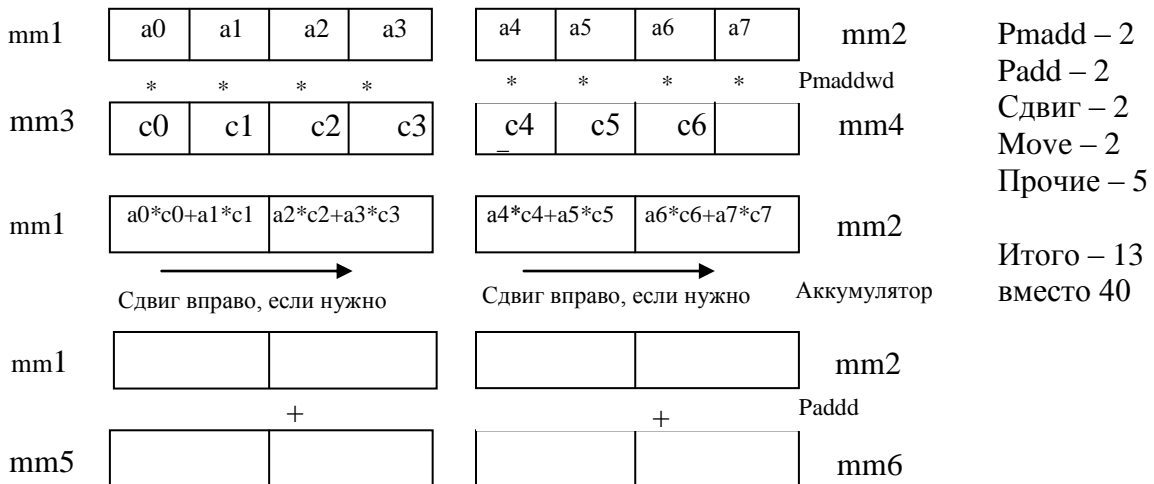 mm1 a0 a1 a2 a3 a4 a5 a6 a7 mm2 Pmadd – 2
* * * * * * * * Pmaddwd Padd – 2
mm3 c0 c1 c2 c3 c4 c5 c6 mm4 Сдвиг – 2
Move – 2
Прочие – 5
mm1 a0*c0+a1*c1 a2*c2+a3*c3 a4*c4+a5*c5 a6*c6+a7*c7 mm2
Итого – 13
Сдвиг вправо, если нужно Сдвиг вправо, если нужно Аккумулятор вместо 40
mm1 mm2
+ + Paddd
mm5 mm6